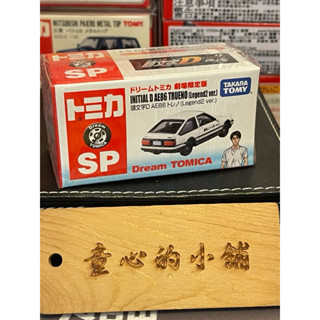 MITSUBISHI PAJERO METAL TOP
TOMY
トミカ
SP
ドリームトミカ 劇場限定版
INITIAL D AE86 TRUENO (Legend2 ver.)
頭文字D AE86 トレノ (Legend2 ver.)
TAKARA TOMY
Dream TOMICA
童心的小舖